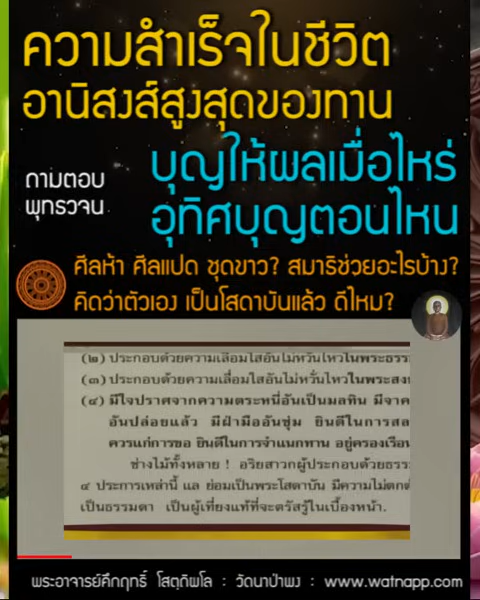 ความสำเร็จในชีวิต
อานิสงส์สูงสุดของทาน
ถามตอบ
พุทธวจน
บุญให้ผลเมื่อไหร่
อุทิศบุญตอนไหน
ศีลห้า ศีลแปด ชุดขาว? สมาธิช่วยอะไรบ้าง?
คิดว่าตัวเอง เป็นโสดาบันแล้ว ดีไหม?
(๒) ประกอบด้วยความเลื่อมใสอันไม่หวั่นไหวในพระธรร
(๓) ประกอบด้วยความเลื่อมใสอันไม่หวั่นไหวในพระสงฆ
(๔) มีใจปราศจากความตระหนี่อันเป็นมลทิน มีจาค
อันปล่อยแล้ว มีฝ่ามืออันชุ่ม ยินดีในการสล
ควรแก่การขอ ยินดีในการจำแนกทาน อยู่ครองเรือน
ช่างไม้ทั้งหลาย ! อริยสาวกผู้ประกอบด้วยธรร
๔ ประการเหล่านี้ แล ย่อมเป็นพระโสดาบัน มีความไม่ตกต
เป็นธรรมดา เป็นผู้เที่ยงแท้ที่จะตรัสรู้ในเบื้องหน้า.
พระอาจารย์คึกฤทธิ์ โสตฺถิผโล : วัดนาป่าพง : www.watnapp.com